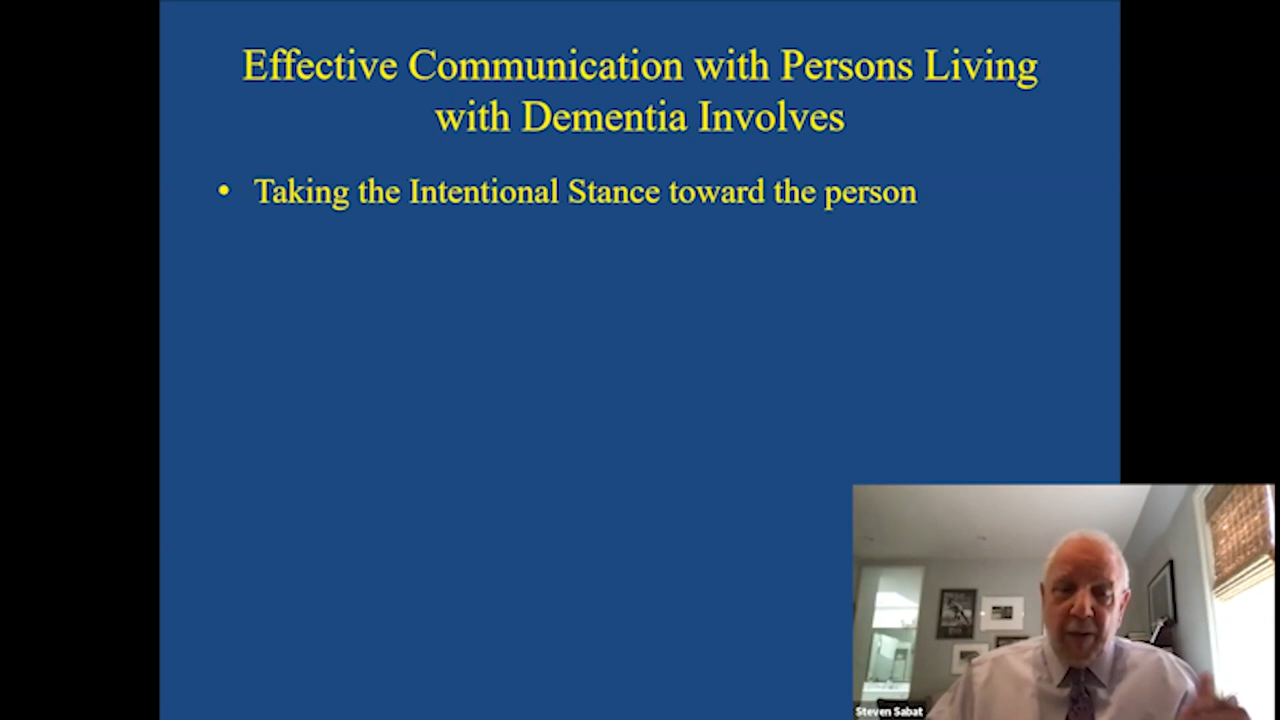 Effective Communication with Persons Living
with Dementia Involves
• Taking the Intentional Stance toward the person
Steven Sabat